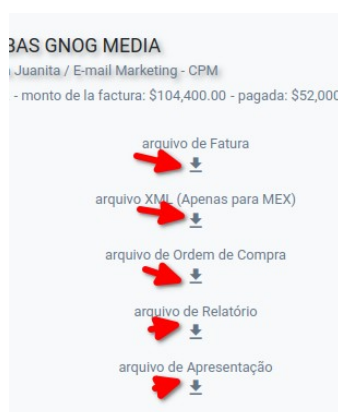 BAS GNOG MEDIA
Juanita / E-mail Marketing - CPM
- monto de la factura: $104,400.00 - pagada: $52,000
arquivo de Fatura
arquivo XML (Apenas para MEX)
arquivo de Ordem de Compra
arquivo de Relatório
arquivo de Apresentação